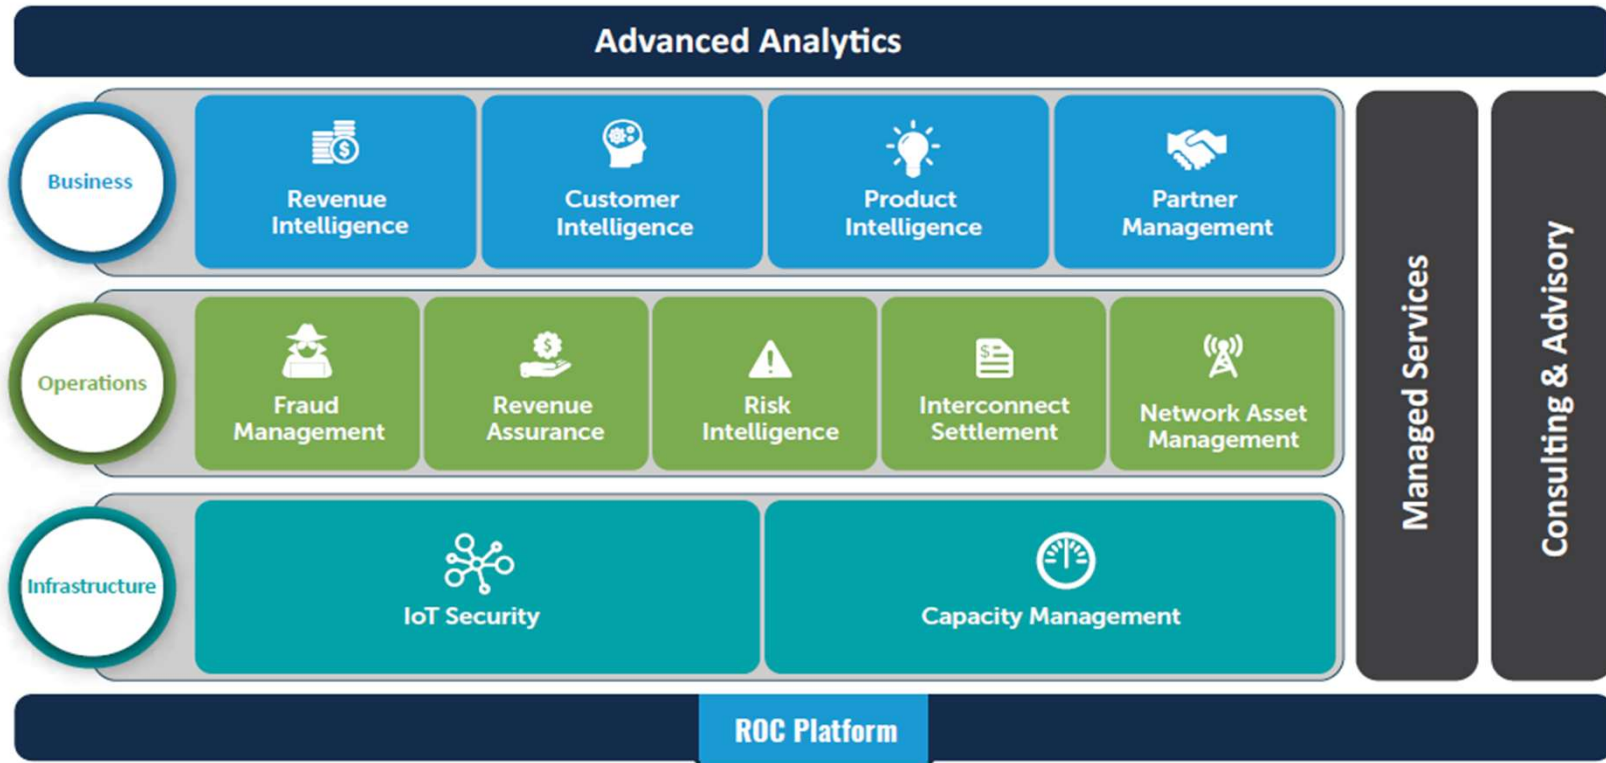 Advanced Analytics
Business
Revenue
Intelligence
Customer
Intelligence
Product
Intelligence
Partner
Management
Operations
Fraud
Management
Revenue
Assurance
Risk
Intelligence
Interconnect
Settlement
Network Asset
Management
Infrastructure
IoT Security
Capacity Management
Managed Services
Consulting & Advisory
ROC Platform